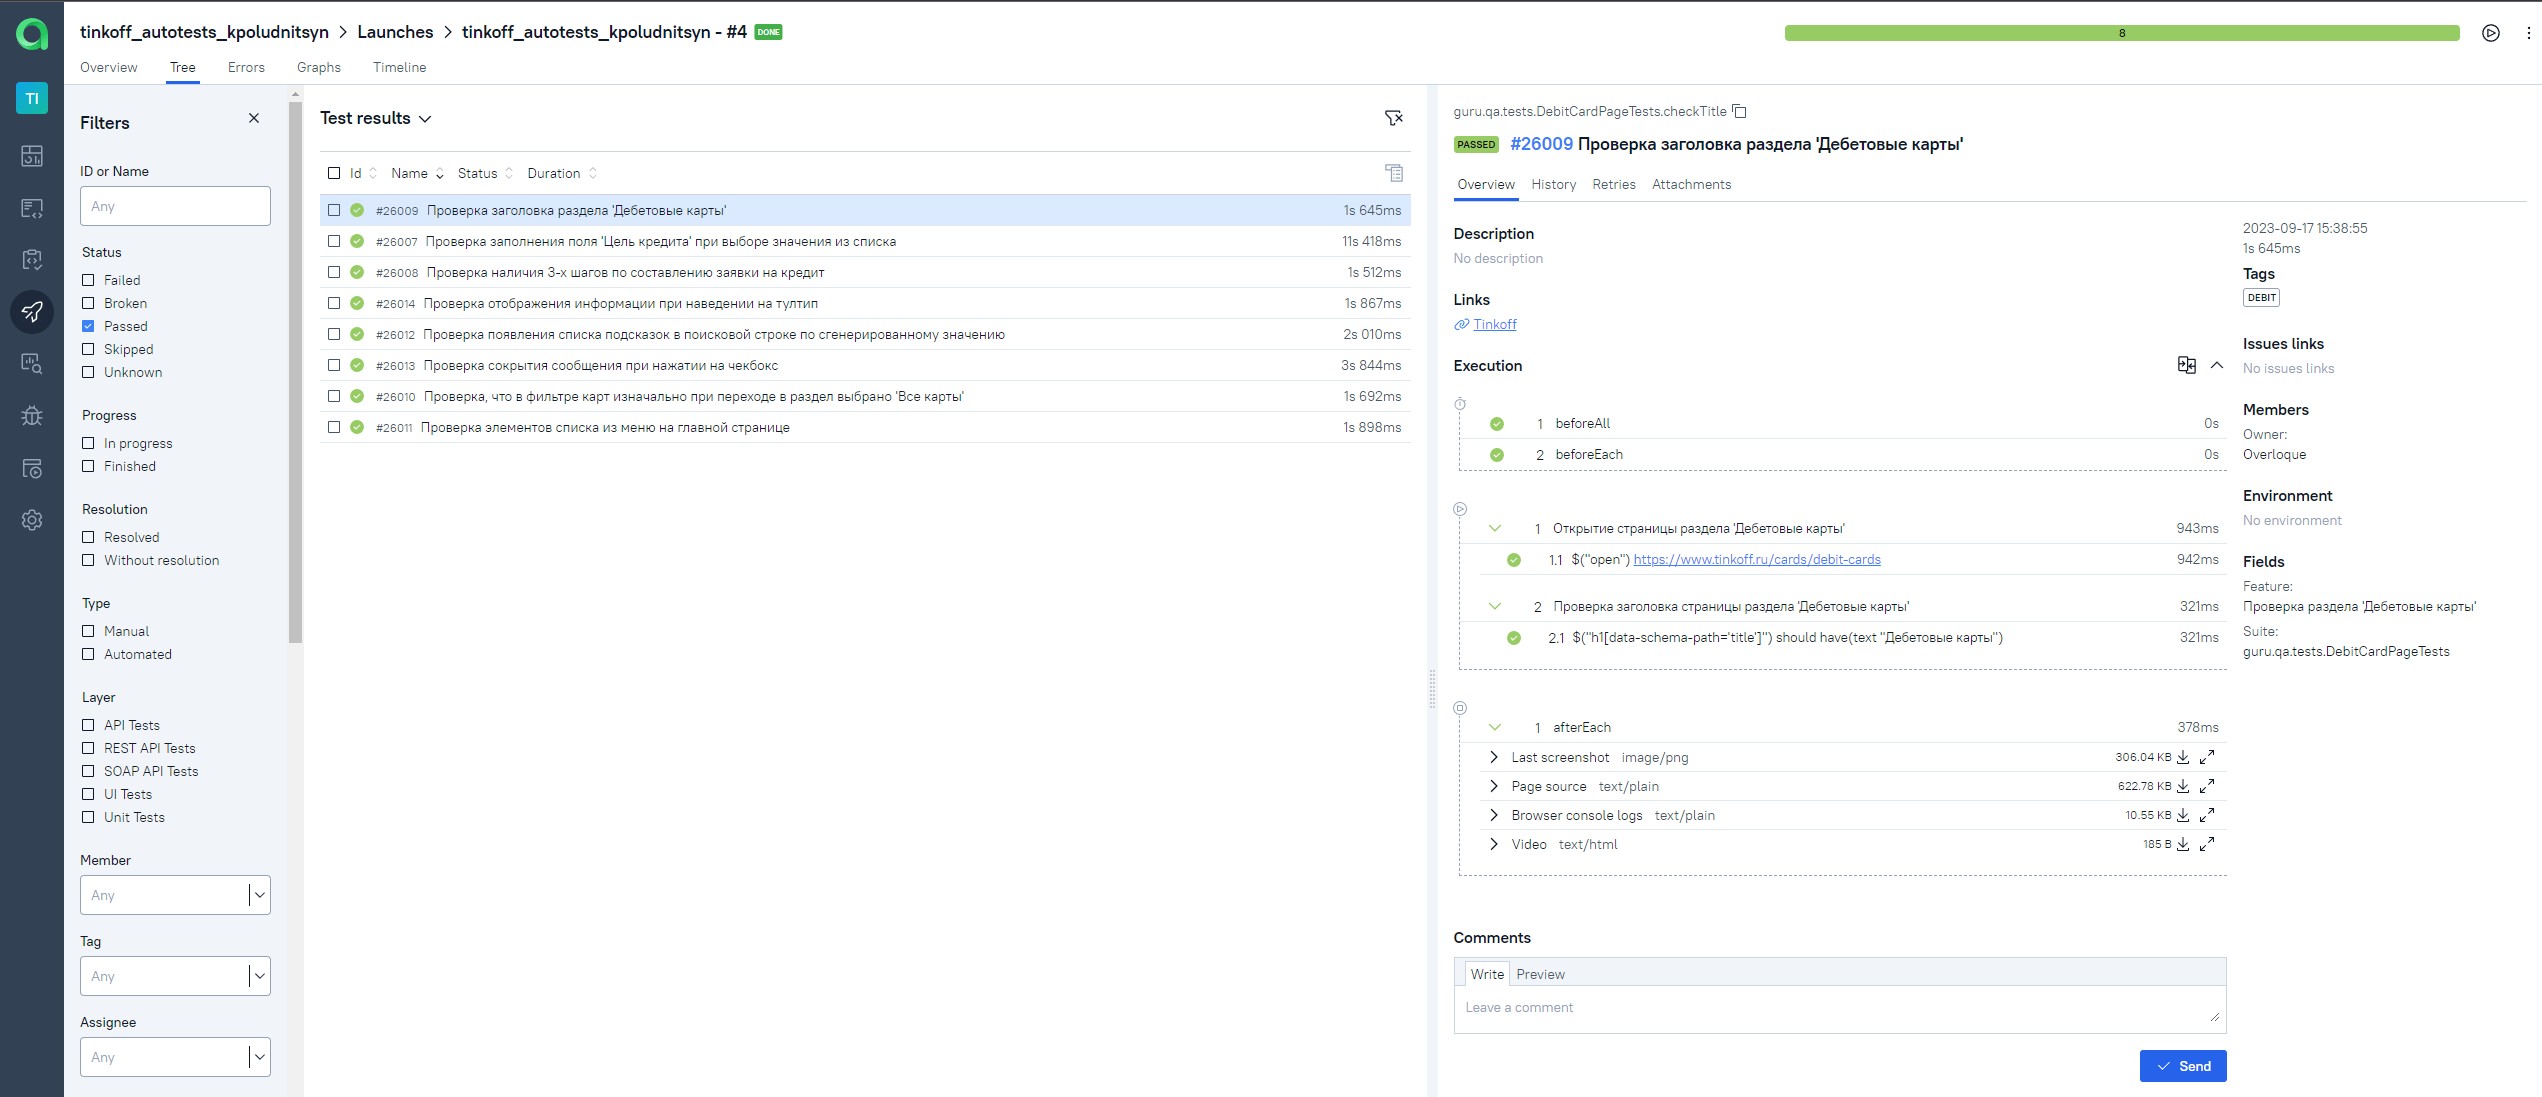 tinkoff_autotests_kpoludnitsyn > Launches > tinkoff_autotests_kpoludnitsyn - #4 DONE
8
Overview Tree Errors Graphs Timeline
TI
Filters
ID or Name
Any
Status
Failed
Broken
Passed
Skipped
Unknown
Progress
In progress
Finished
Resolution
Resolved
Without resolution
Type
Manual
Automated
Layer
API Tests
REST API Tests
SOAP API Tests
UI Tests
Unit Tests
Member
Any
Tag
Any
Assignee
Any
Test results
Id Name Status Duration
#26009 Проверка заголовка раздела 'Дебетовые карты' 1s 645ms
#26007 Проверка заполнения поля 'Цель кредита' при выборе значения из списка 11s 418ms
#26008 Проверка наличия 3-х шагов по составлению заявки на кредит 1s 512ms
#26014 Проверка отображения информации при наведении на тултип 1s 867ms
#26012 Проверка появления списка подсказок в поисковой строке по сгенерированному значению 2s 010ms
#26013 Проверка сокрытия сообщения при нажатии на чекбокс 3s 844ms
#26010 Проверка, что в фильтре карт изначально при переходе в раздел выбрано 'Все карты' 1s 692ms
#26011 Проверка элементов списка из меню на главной странице 1s 898ms
guru.qa.tests.DebitCardPageTests.checkTitle
PASSED #26009 Проверка заголовка раздела 'Дебетовые карты'
Overview History Retries Attachments
Description
No description
Links
Tinkoff
Execution
1 beforeAll 0s
2 beforeEach 0s
1 Открытие страницы раздела 'Дебетовые карты' 943ms
1.1 $("open") https://www.tinkoff.ru/cards/debit-cards 942ms
2 Проверка заголовка страницы раздела 'Дебетовые карты' 321ms
2.1 $("h1[data-schema-path='title']") should have(text "Дебетовые карты") 321ms
1 afterEach 378ms
Last screenshot image/png 306.04 KB
Page source text/plain 622.78 KB
Browser console logs text/plain 10.55 KB
Video text/html 185 B
Comments
Write Preview
Leave a comment
Send
2023-09-17 15:38:55
1s 645ms
Tags
DEBIT
Issues links
No issues links
Members
Owner:
Overloque
Environment
No environment
Fields
Feature:
Проверка раздела 'Дебетовые карты'
Suite:
guru.qa.tests.DebitCardPageTests